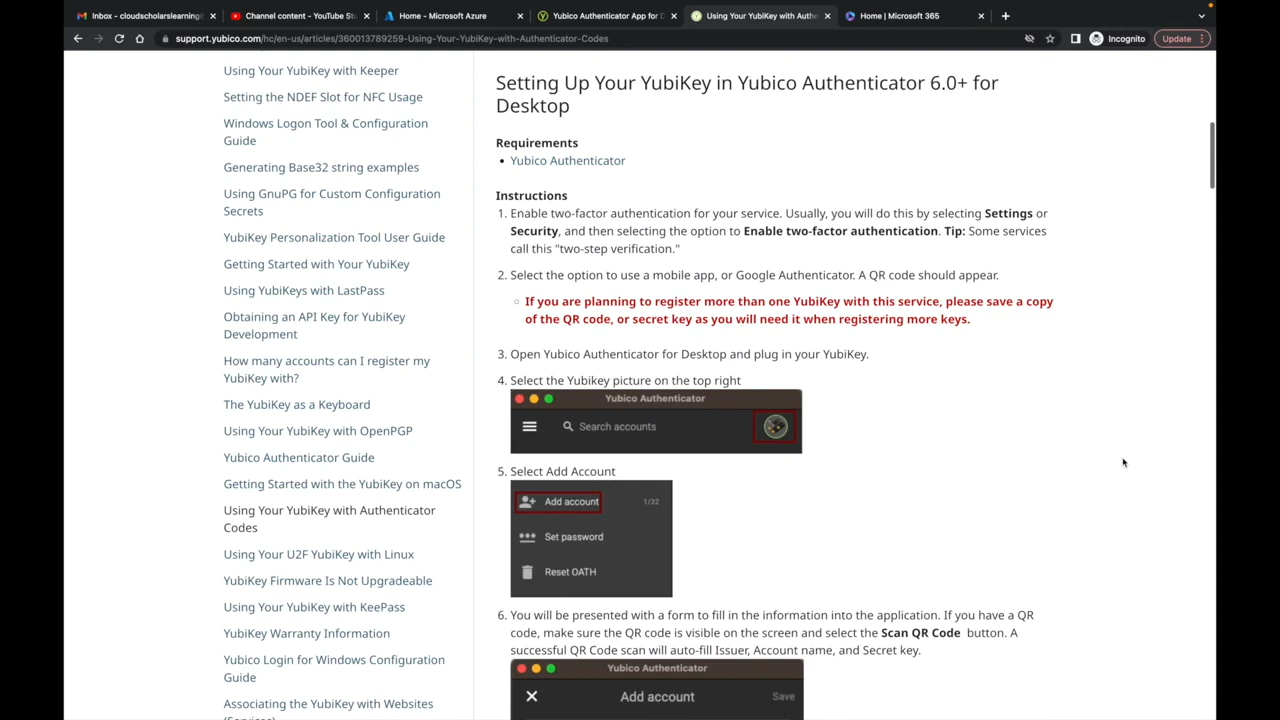 Inbox - cloudscholarslearning@
Channel content - YouTube St
Home - Microsoft Azure
Yubico Authenticator App for D
Using Your YubiKey with Authe
Home | Microsoft 365
support.yubico.com/hc/en-us/articles/360013789259-Using-Your-YubiKey-with-Authenticator-Codes
Incognito
Update
Using Your YubiKey with Keeper
Setting the NDEF Slot for NFC Usage
Windows Logon Tool & Configuration
Guide
Generating Base32 string examples
Using GnuPG for Custom Configuration
Secrets
YubiKey Personalization Tool User Guide
Getting Started with Your YubiKey
Using YubiKeys with LastPass
Obtaining an API Key for YubiKey
Development
How many accounts can I register my
YubiKey with?
The YubiKey as a Keyboard
Using Your YubiKey with OpenPGP
Yubico Authenticator Guide
Getting Started with the YubiKey on macOS
Using Your YubiKey with Authenticator
Codes
Using Your U2F YubiKey with Linux
YubiKey Firmware Is Not Upgradeable
Using Your YubiKey with KeePass
YubiKey Warranty Information
Yubico Login for Windows Configuration
Guide
Associating the YubiKey with Websites
(Services)
Setting Up Your YubiKey in Yubico Authenticator 6.0+ for
Desktop
Requirements
• Yubico Authenticator
Instructions
1. Enable two-factor authentication for your service. Usually, you will do this by selecting Settings or
Security, and then selecting the option to Enable two-factor authentication. Tip: Some services
call this "two-step verification."
2. Select the option to use a mobile app, or Google Authenticator. A QR code should appear.
If you are planning to register more than one YubiKey with this service, please save a copy
of the QR code, or secret key as you will need it when registering more keys.
3. Open Yubico Authenticator for Desktop and plug in your YubiKey.
4. Select the Yubikey picture on the top right
Yubico Authenticator
Search accounts
5. Select Add Account
Add account 1/32
Set password
Reset OATH
6. You will be presented with a form to fill in the information into the application. If you have a QR
code, make sure the QR code is visible on the screen and select the Scan QR Code button. A
successful QR Code scan will auto-fill Issuer, Account name, and Secret key.
Yubico Authenticator
Add account Save